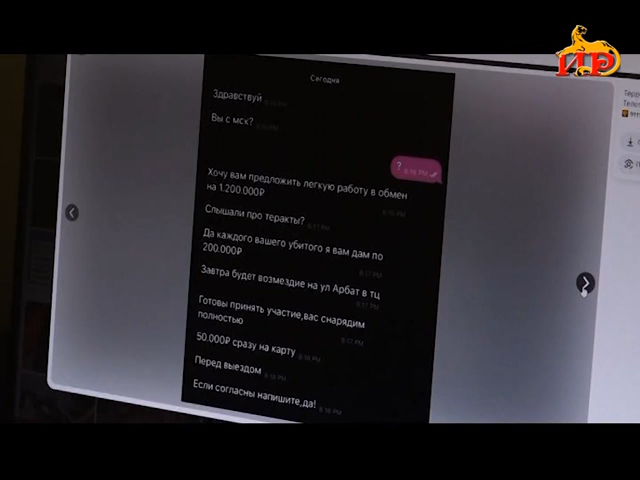 ИР
Сегодня
Здравствуй
Вы с мск?
?
Хочу вам предложить легкую работу в обмен
на 1.200.000₽
Слышали про теракты?
Да каждого вашего убитого я вам дам по
200.000₽
Завтра будет возмездие на ул Арбат в тц
Готовы принять участие,вас снарядим
полностью
50.000₽ сразу на карту
Перед выездом
Если согласны напишите,да!